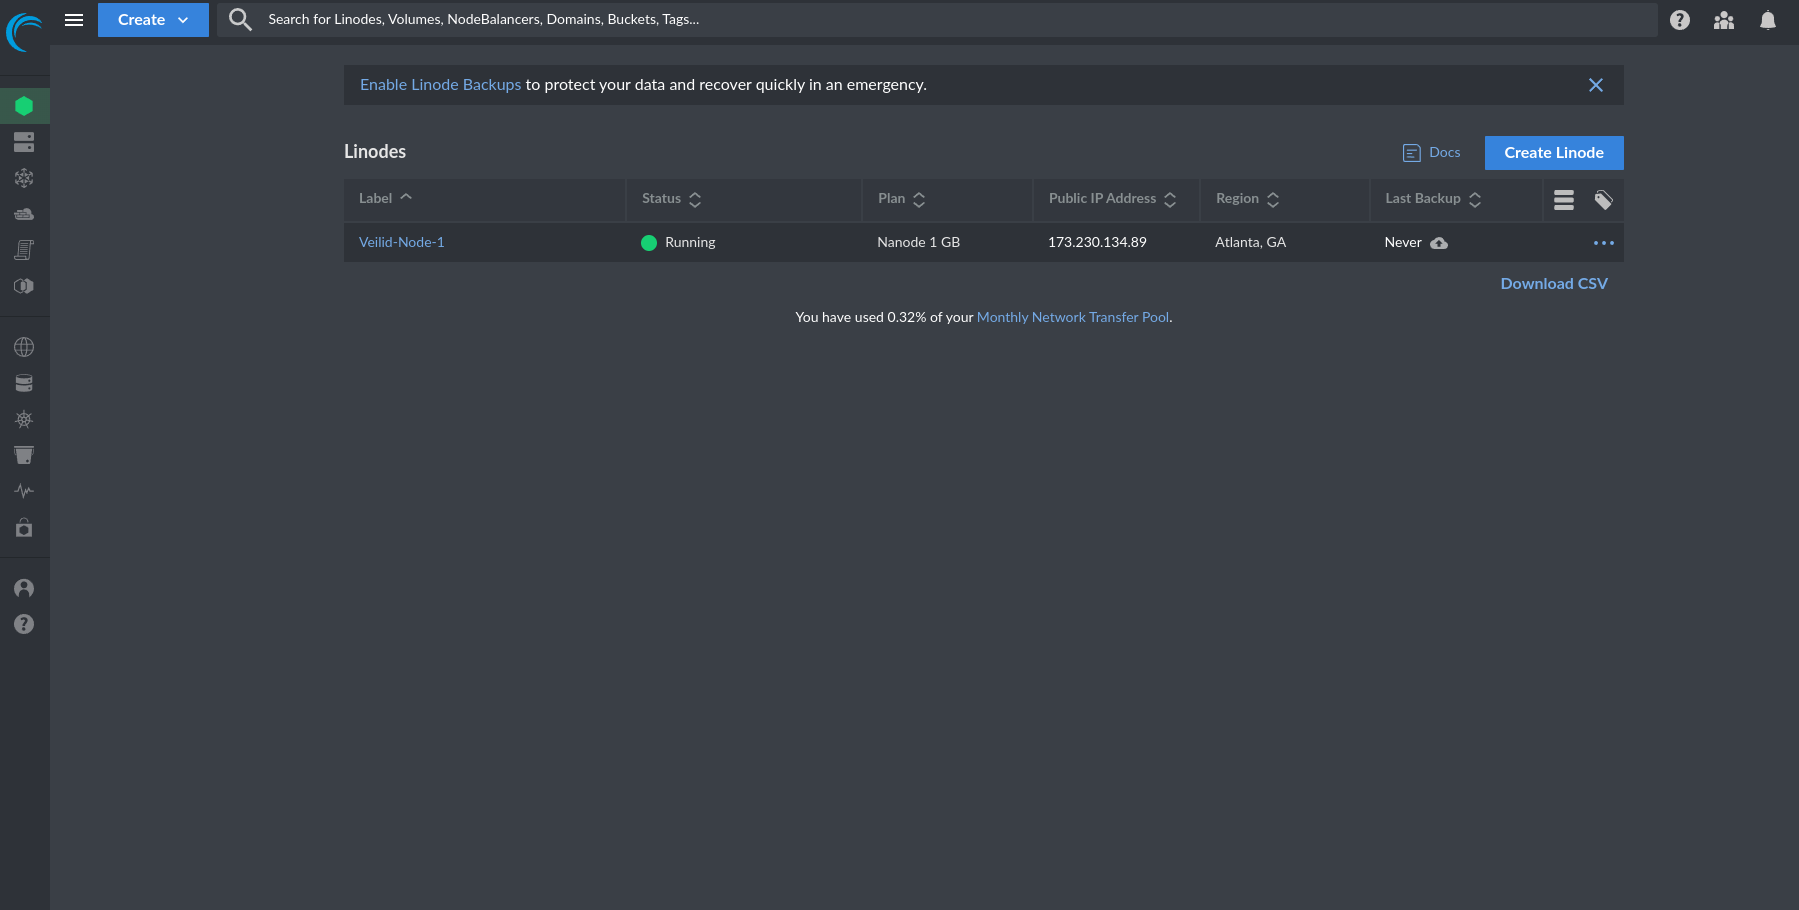 Create
Search for Linodes, Volumes, NodeBalancers, Domains, Buckets, Tags...
Enable Linode Backups to protect your data and recover quickly in an emergency.
Linodes
Docs
Create Linode
Label Status Plan Public IP Address Region Last Backup
Veilid-Node-1 Running Nanode 1 GB 173.230.134.89 Atlanta, GA Never
Download CSV
You have used 0.32% of your Monthly Network Transfer Pool.